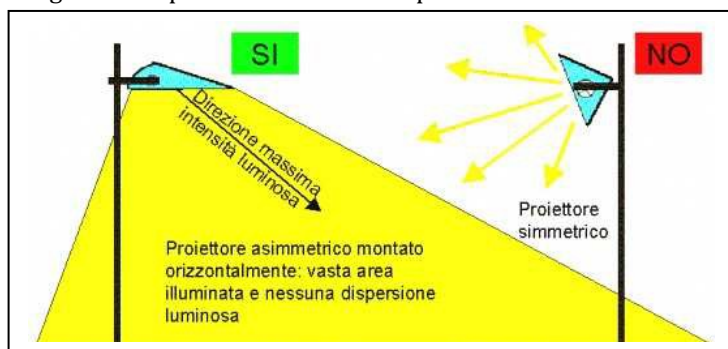 SI
NO
Direzione massima
intensità luminosa
Proiettore
simmetrico
Proiettore asimmetrico montato
orizzontalmente: vasta area
illuminata e nessuna dispersione
luminosa